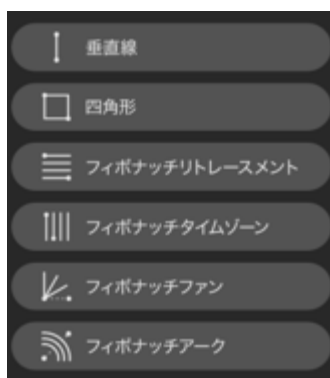 垂直線
四角形
フィボナッチリトレースメント
フィボナッチタイムゾーン
フィボナッチファン
フィボナッチアーク